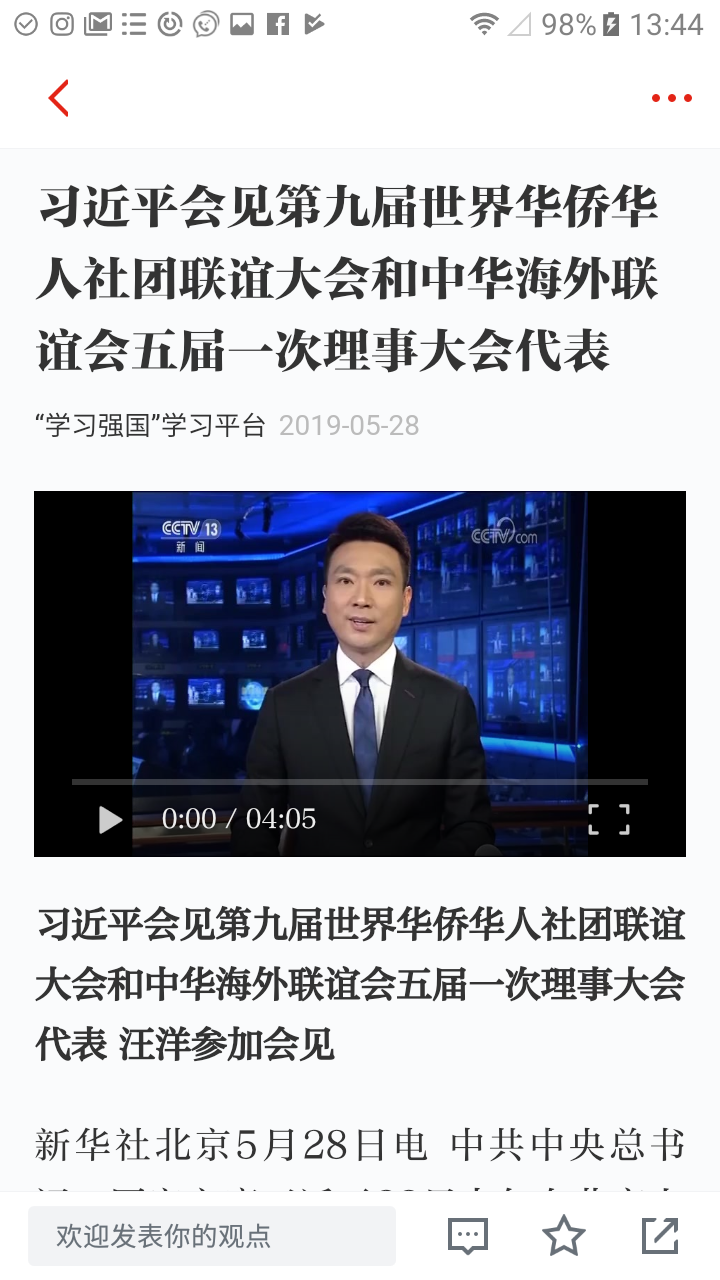 98% 13:44
习近平会见第九届世界华侨华
人社团联谊大会和中华海外联
谊会五届一次理事大会代表
“学习强国”学习平台 2019-05-28
CCTV 13
新闻
CCTV.com
0:00 / 04:05
习近平会见第九届世界华侨华人社团联谊
大会和中华海外联谊会五届一次理事大会
代表 汪洋参加会见
新华社北京5月28日电 中共中央总书
欢迎发表你的观点